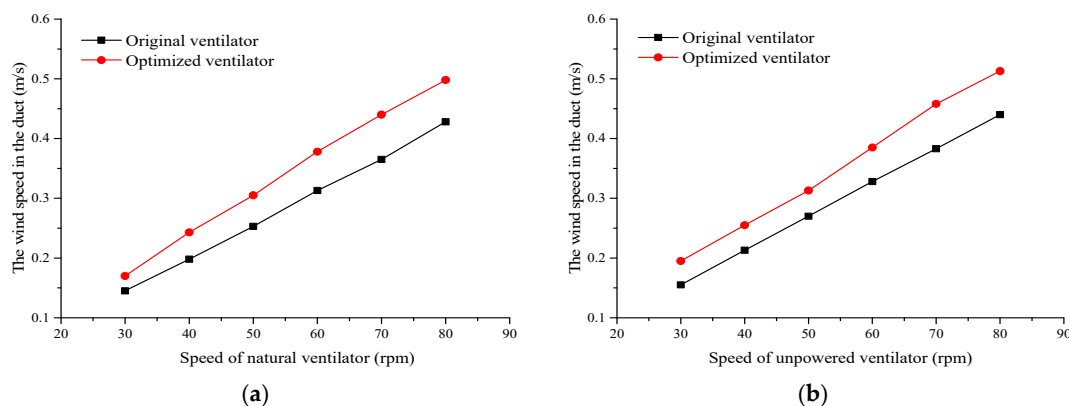 0.6
0.5
0.4
0.3
0.2
0.1
The wind speed in the duct (m/s)
Original ventilator
Optimized ventilator
20 30 40 50 60 70 80 90
Speed of natural ventilator (rpm)
(a)
0.6
0.5
0.4
0.3
0.2
0.1
The wind speed in the duct (m/s)
Original ventilator
Optimized ventilator
20 30 40 50 60 70 80 90
Speed of unpowered ventilator (rpm)
(b)